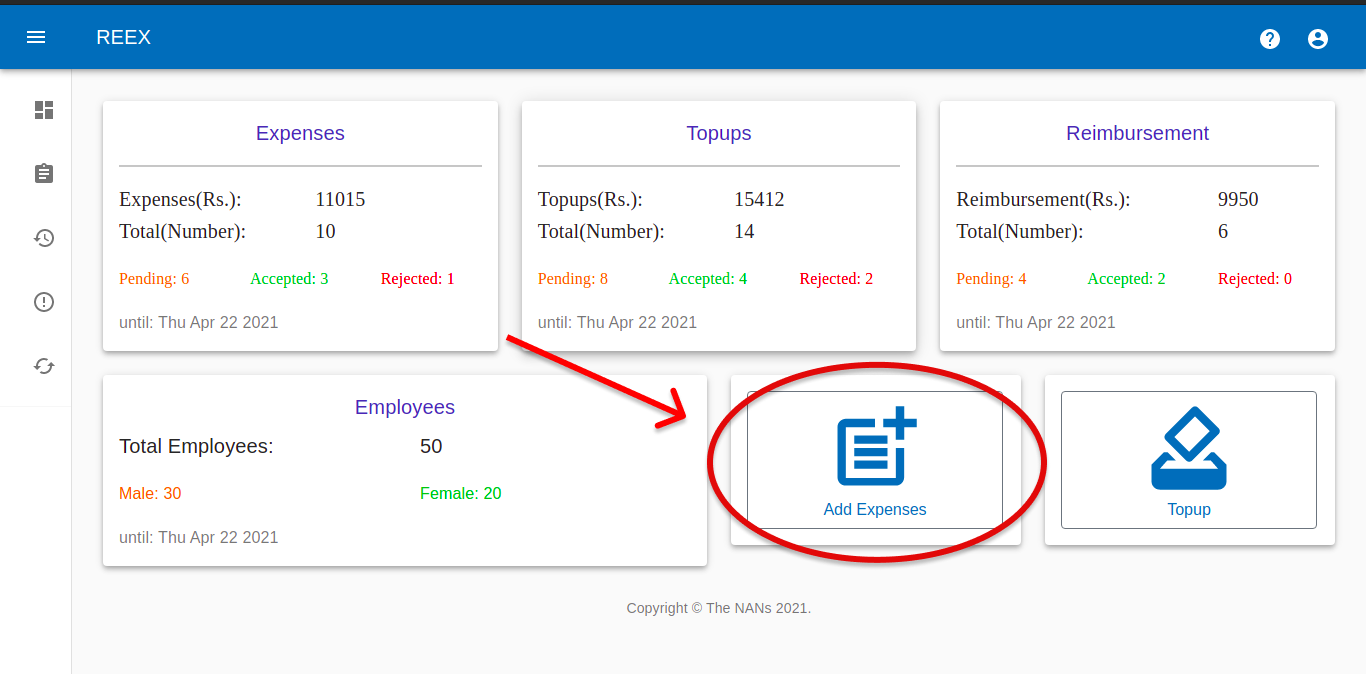 REEX
Expenses
Expenses(Rs.): 11015
Total(Number): 10
Pending: 6 Accepted: 3 Rejected: 1
until: Thu Apr 22 2021
Topups
Topups(Rs.): 15412
Total(Number): 14
Pending: 8 Accepted: 4 Rejected: 2
until: Thu Apr 22 2021
Reimbursement
Reimbursement(Rs.): 9950
Total(Number): 6
Pending: 4 Accepted: 2 Rejected: 0
until: Thu Apr 22 2021
Employees
Total Employees: 50
Male: 30 Female: 20
until: Thu Apr 22 2021
Add Expenses
Topup
Copyright © The NANs 2021.